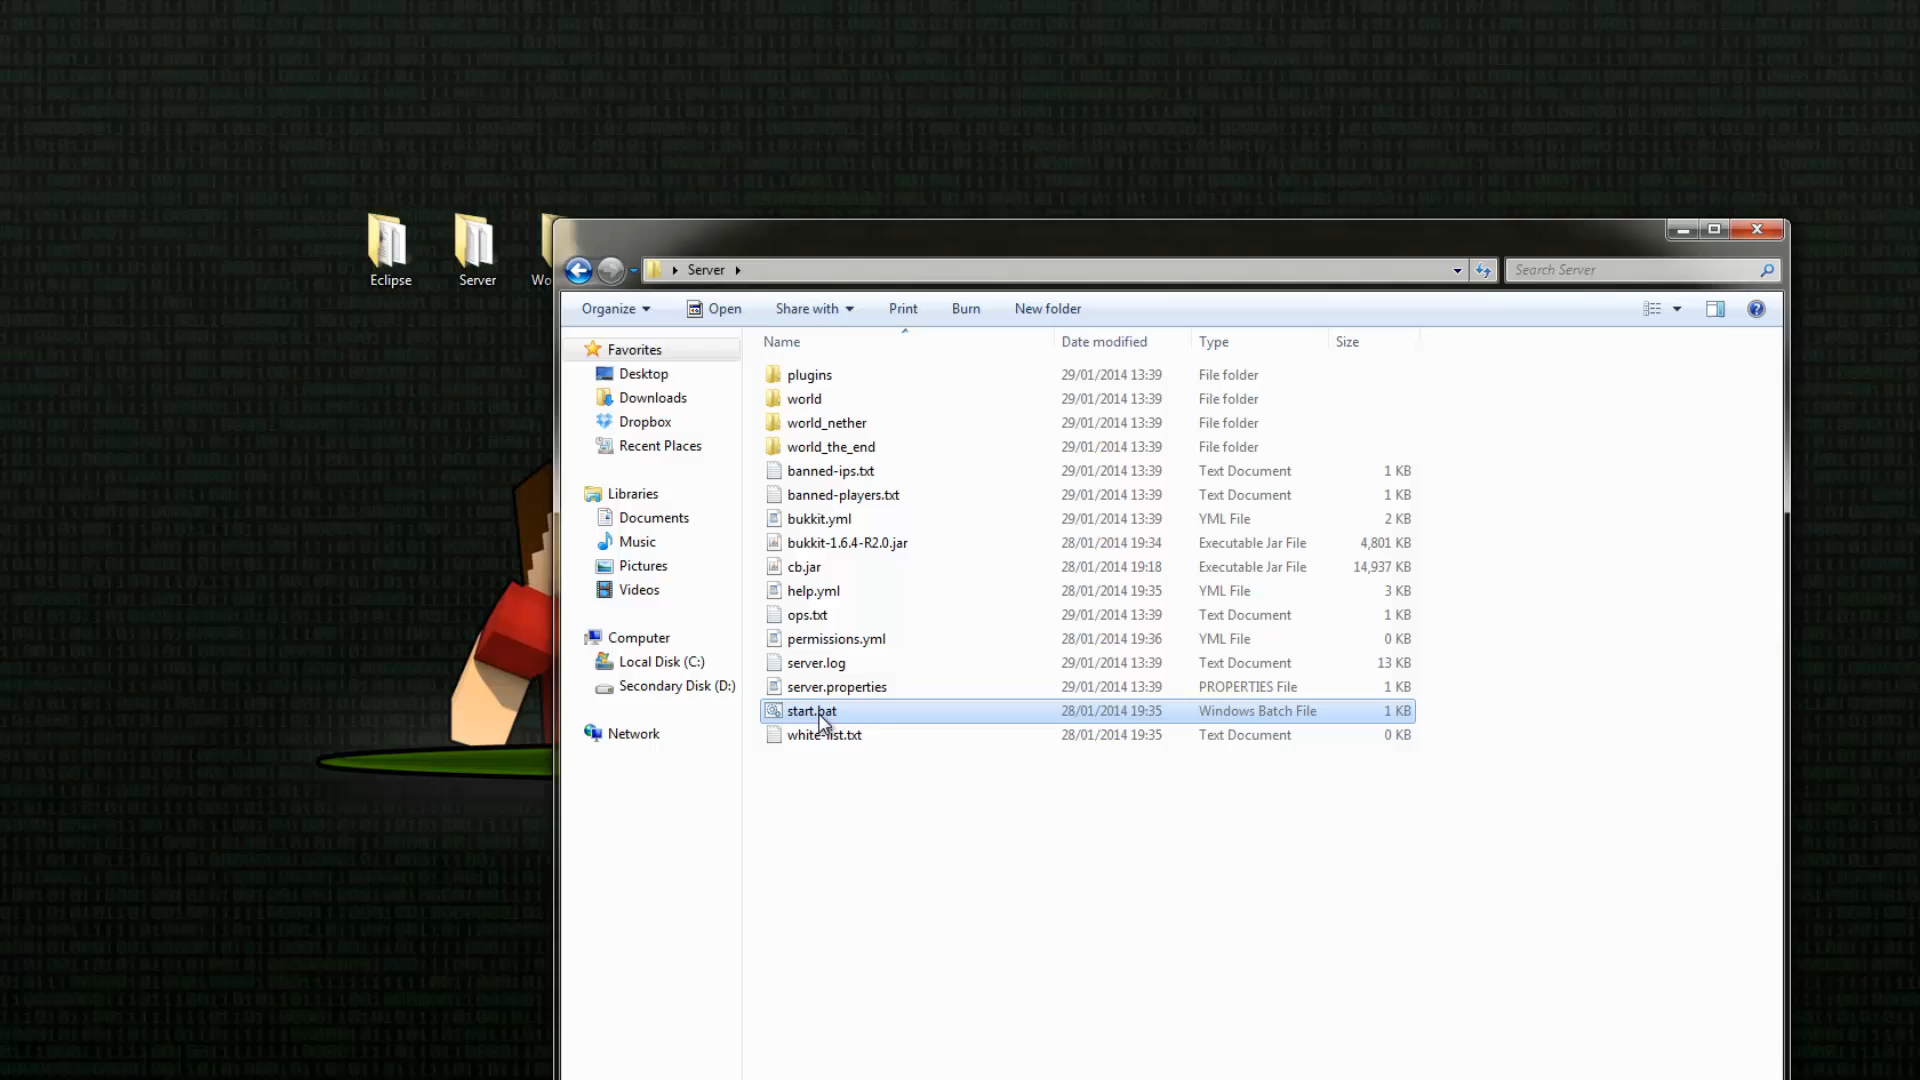 Eclipse
Server
Wo
Server
Search Server
Organize
Open
Share with
Print
Burn
New folder
Name Date modified Type Size
Favorites
Desktop
Downloads
Dropbox
Recent Places
Libraries
Documents
Music
Pictures
Videos
Computer
Local Disk (C:)
Secondary Disk (D:)
Network
plugins 29/01/2014 13:39 File folder
world 29/01/2014 13:39 File folder
world_nether 29/01/2014 13:39 File folder
world_the_end 29/01/2014 13:39 File folder
banned-ips.txt 29/01/2014 13:39 Text Document 1 KB
banned-players.txt 29/01/2014 13:39 Text Document 1 KB
bukkit.yml 29/01/2014 13:39 YML File 2 KB
bukkit-1.6.4-R2.0.jar 28/01/2014 19:34 Executable Jar File 4,801 KB
cb.jar 28/01/2014 19:18 Executable Jar File 14,937 KB
help.yml 28/01/2014 19:35 YML File 3 KB
ops.txt 29/01/2014 13:39 Text Document 1 KB
permissions.yml 28/01/2014 19:36 YML File 0 KB
server.log 29/01/2014 13:39 Text Document 13 KB
server.properties 29/01/2014 13:39 PROPERTIES File 1 KB
start.bat 28/01/2014 19:35 Windows Batch File 1 KB
white-list.txt 28/01/2014 19:35 Text Document 0 KB